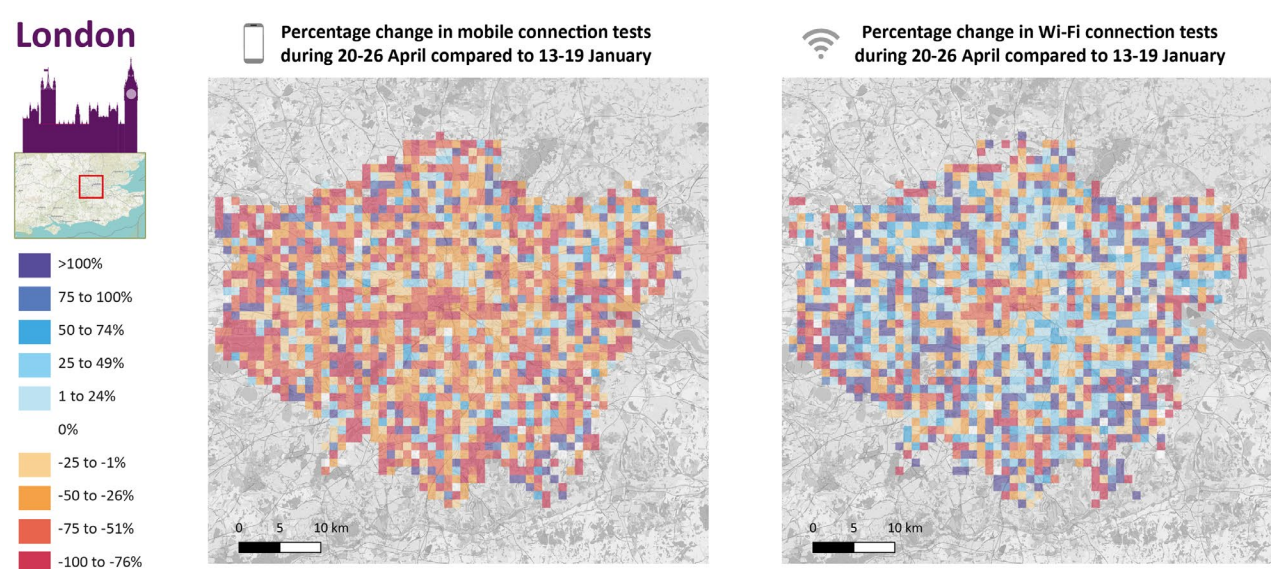 London
Percentage change in mobile connection tests
during 20-26 April compared to 13-19 January
Percentage change in Wi-Fi connection tests
during 20-26 April compared to 13-19 January
>100%
75 to 100%
50 to 74%
25 to 49%
1 to 24%
0%
-25 to -1%
-50 to -26%
-75 to -51%
-100 to -76%
0 5 10 km
0 5 10 km